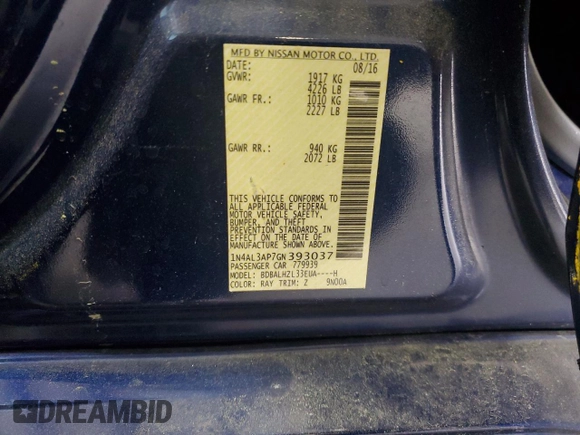 MFD BY NISSAN MOTOR CO., LTD.
DATE: 08/16
GVWR: 1917 KG
4226 LB
GAWR FR.: 1010 KG
2227 LB
GAWR RR.: 940 KG
2072 LB
THIS VEHICLE CONFORMS TO
ALL APPLICABLE FEDERAL
MOTOR VEHICLE SAFETY,
BUMPER, AND THEFT
PREVENTION STANDARDS IN
EFFECT ON THE DATE OF
MANUFACTURE SHOWN ABOVE.
1N4AL3AP7GN393037
PASSENGER CAR 779939
MODEL: BDBALHZL33EUA----H
COLOR: RAY TRIM: Z 9N00A
DREAMBID